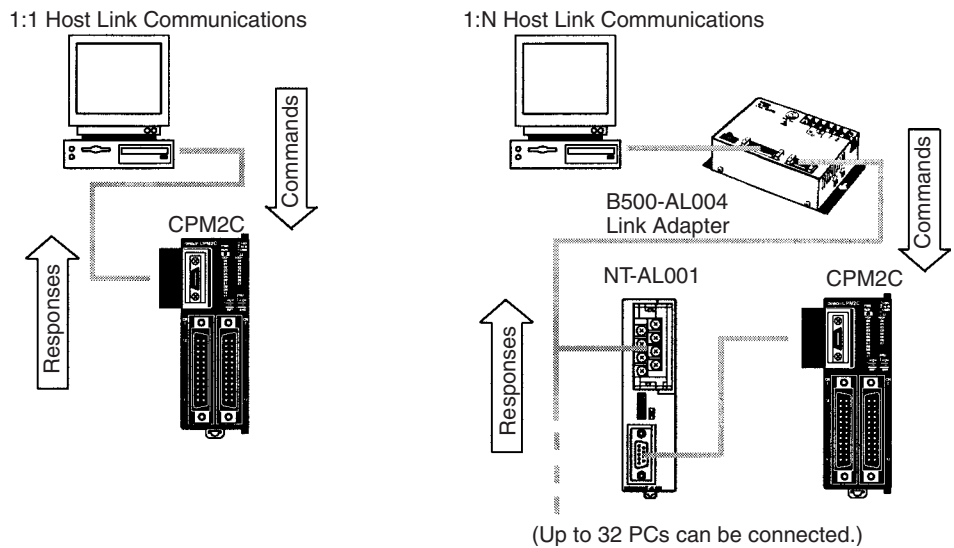 1:1 Host Link Communications
Commands
CPM2C
Responses
1:N Host Link Communications
B500-AL004
Link Adapter
Commands
NT-AL001
CPM2C
Responses
(Up to 32 PCs can be connected.)